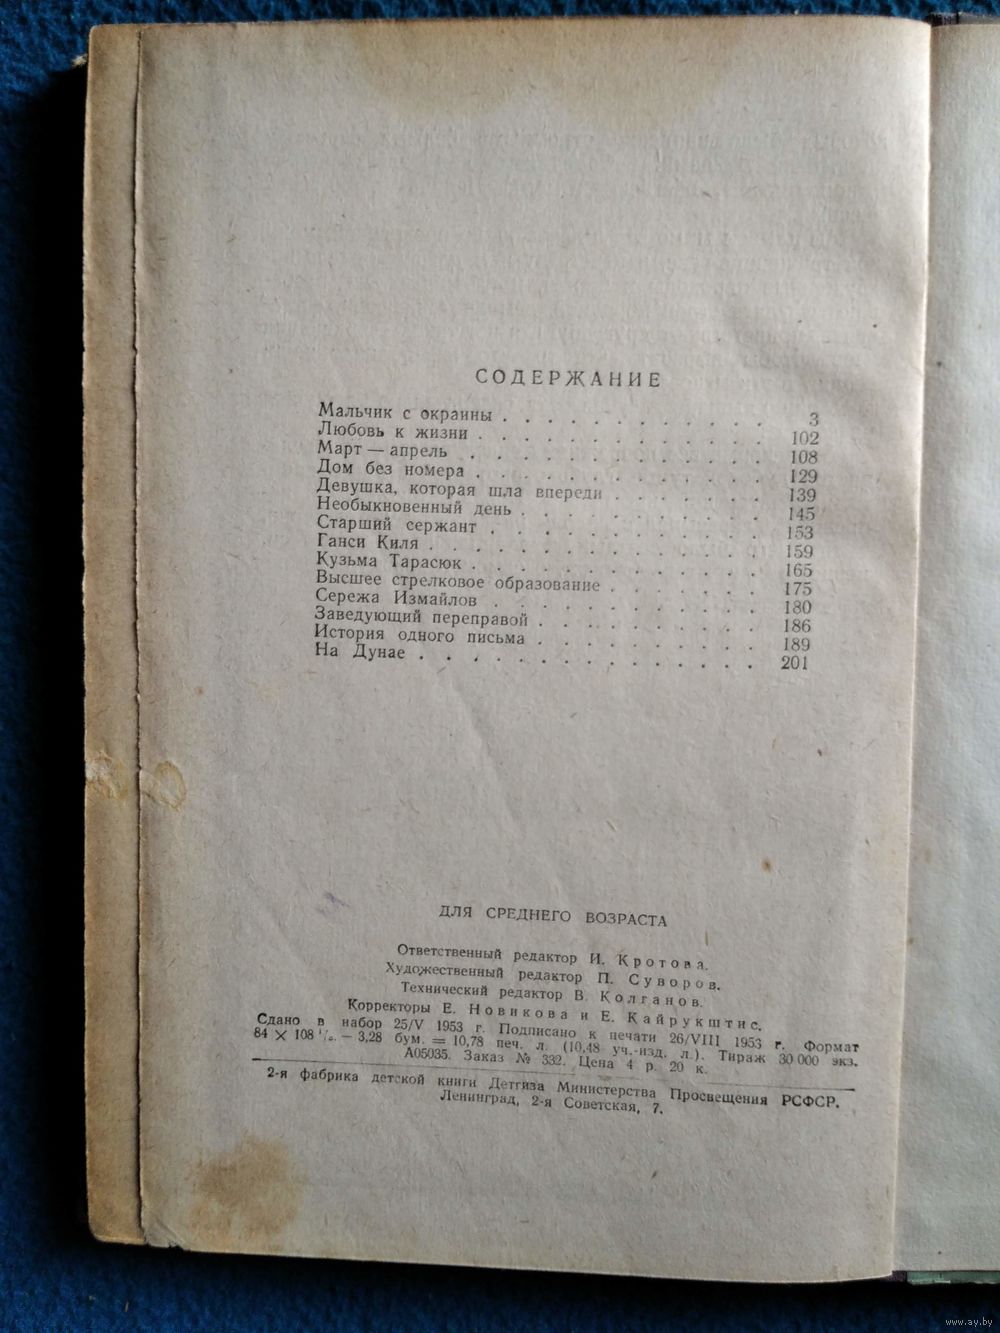 СОДЕРЖАНИЕ
Мальчик с окраины . . . . . . . . . . . . 3
Любовь к жизни . . . . . . . . . . . . . 102
Март — апрель . . . . . . . . . . . . . 108
Дом без номера . . . . . . . . . . . . . 129
Девушка, которая шла впереди . . . . . . . 139
Необыкновенный день . . . . . . . . . . . 145
Старший сержант . . . . . . . . . . . . 153
Ганси Киля . . . . . . . . . . . . . . 159
Кузьма Тарасюк . . . . . . . . . . . . . 165
Высшее стрелковое образование . . . . . . . 175
Сережа Измайлов . . . . . . . . . . . . 180
Заведующий переправой . . . . . . . . . . 186
История одного письма . . . . . . . . . . 189
На Дунае . . . . . . . . . . . . . . . 201
ДЛЯ СРЕДНЕГО ВОЗРАСТА
Ответственный редактор И. Кротова.
Художественный редактор П. Суворов.
Технический редактор В. Колганов.
Корректоры Е. Новикова и Е. Кайрукштис.
Сдано в набор 25/V 1953 г. Подписано к печати 26/VIII 1953 г. Формат
84 × 108 — 3,28 бум. = 10,78 печ. л. (10,48 уч.-изд. л.). Тираж 30 000 экз.
А05035. Заказ № 332. Цена 4 р. 20 к.
2-я фабрика детской книги Детгиза Министерства Просвещения РСФСР.
Ленинград, 2-я Советская, 7.
www.ay.by